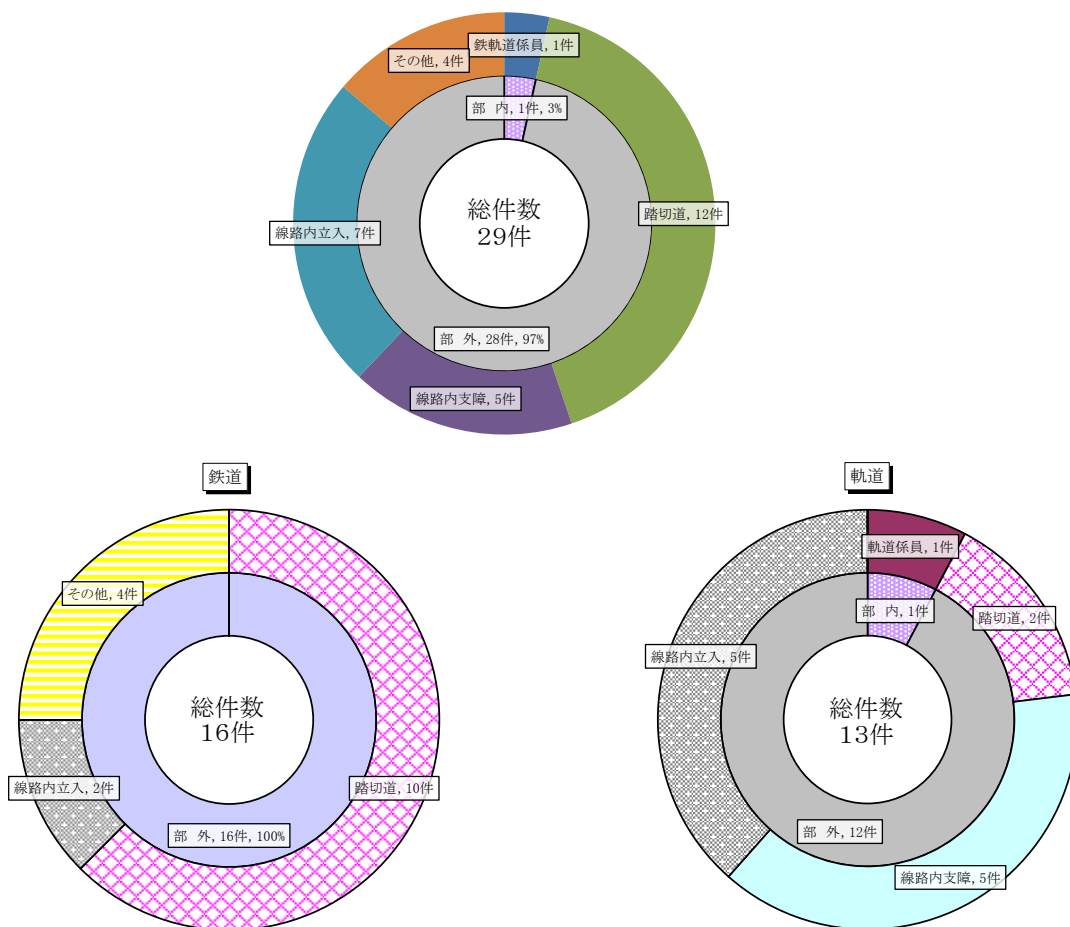 鉄軌道係員, 1件
その他, 4件
部　内, 1件, 3%
総件数
29件
踏切道, 12件
線路内立入, 7件
部　外, 28件, 97%
線路内支障, 5件
鉄道
その他, 4件
総件数
16件
線路内立入, 2件
踏切道, 10件
部　外, 16件, 100%
軌道
軌道係員, 1件
部　内, 1件
踏切道, 2件
線路内立入, 5件
総件数
13件
部　外, 12件
線路内支障, 5件